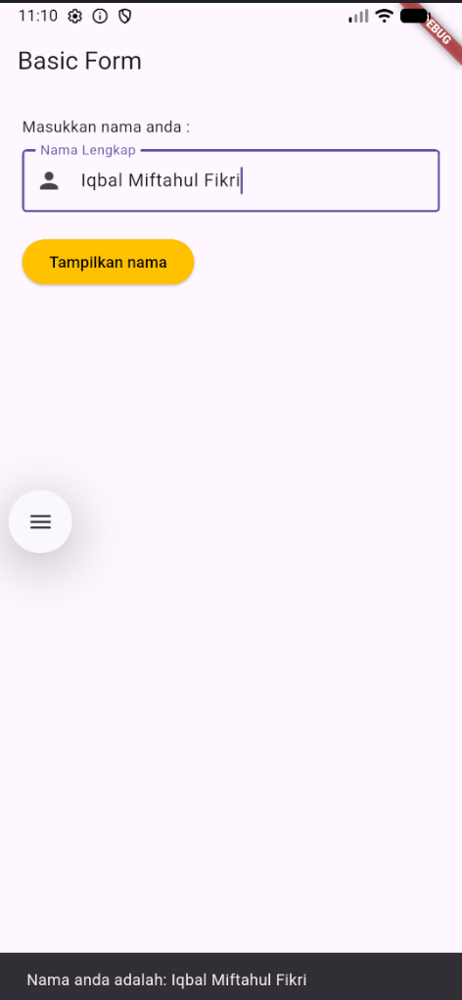 11:10
DEBUG
Basic Form
Masukkan nama anda :
Nama Lengkap
Iqbal Miftahul Fikri
Tampilkan nama
Nama anda adalah: Iqbal Miftahul Fikri